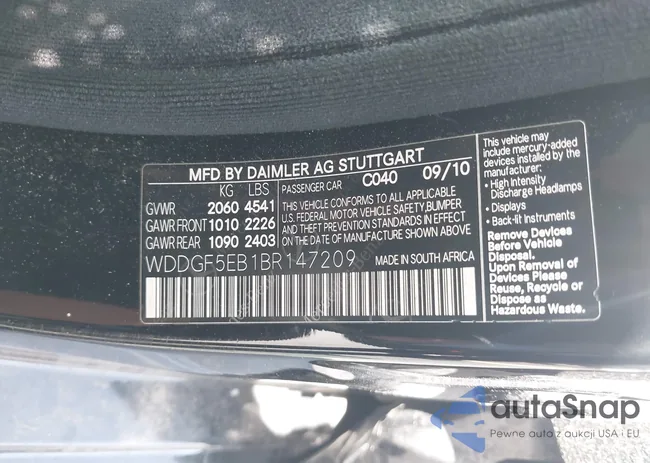 MFD BY DAIMLER AG STUTTGART
KG LBS PASSENGER CAR C040 09/10
GVWR 2060 4541
GAWR FRONT 1010 2226
GAWR REAR 1090 2403
THIS VEHICLE CONFORMS TO ALL APPLICABLE
U.S. FEDERAL MOTOR VEHICLE SAFETY, BUMPER
AND THEFT PREVENTION STANDARDS IN EFFECT
ON THE DATE OF MANUFACTURE SHOWN ABOVE.
WDDGF5EB1BR147209 MADE IN SOUTH AFRICA
This vehicle may
include mercury-added
devices installed by the
manufacturer:
• High Intensity
Discharge Headlamps
• Displays
• Back-lit Instruments
Remove Devices
Before Vehicle
Disposal.
Upon Removal of
Devices Please
Reuse, Recycle or
Dispose as
Hazardous Waste.
autoSnap
Pewne auto z aukcji USA i EU